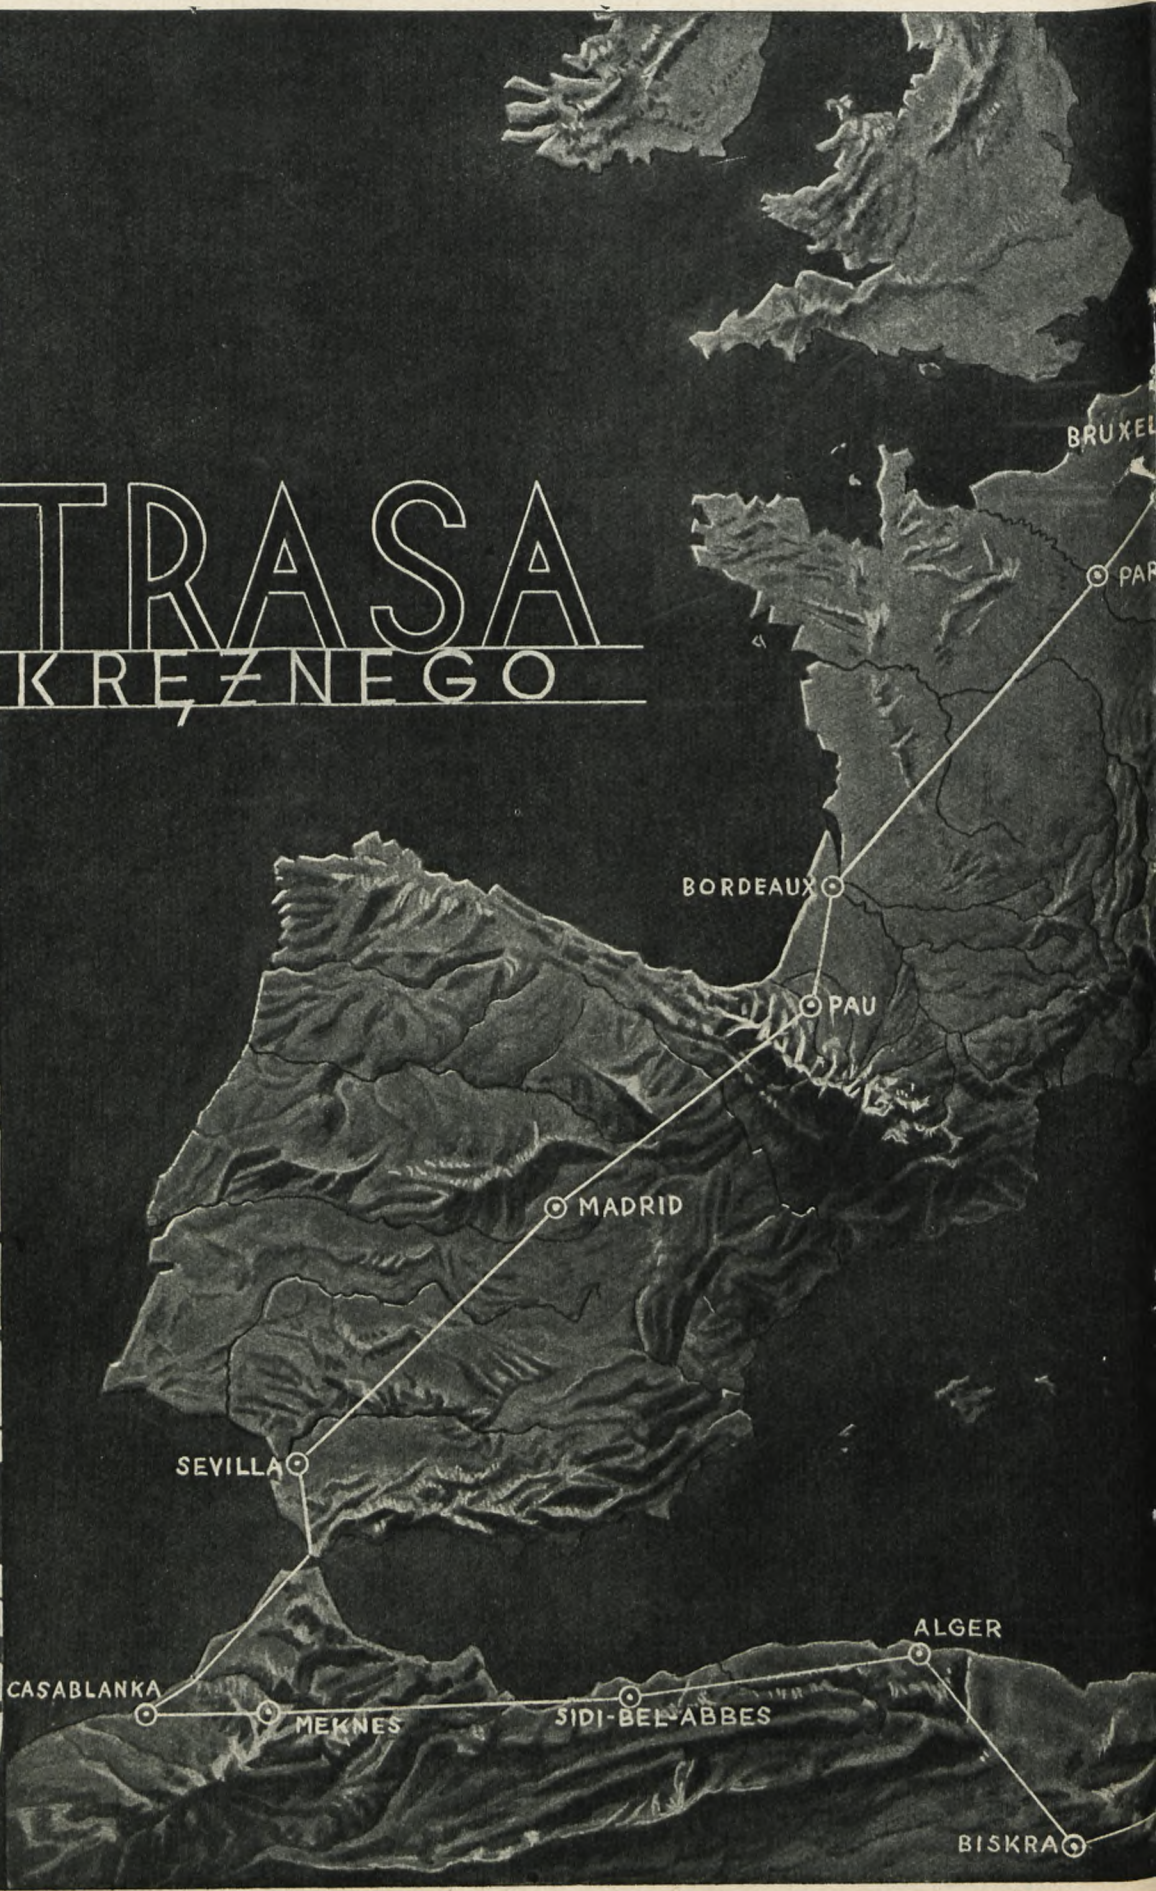 TRASA
KRĘŻNEGO
BRUXEL
PAR
BORDEAUX
PAU
MADRID
SEVILLA
ALGER
CASABLANKA
MEKNES
SIDI-BEL-ABBES
BISKRA